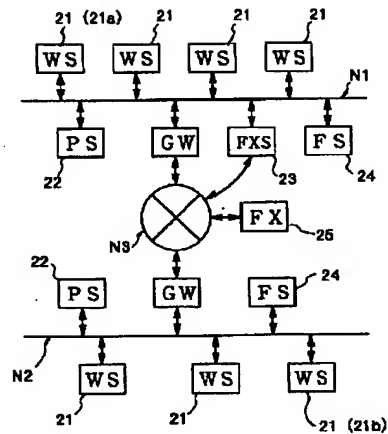 21 (21a) 21 21 21
WS WS WS WS
N1
PS GW FXS FS
22 23 24
N3 FX 25
22 24
PS GW FS
N2
WS WS WS
21 21 21 (21b)